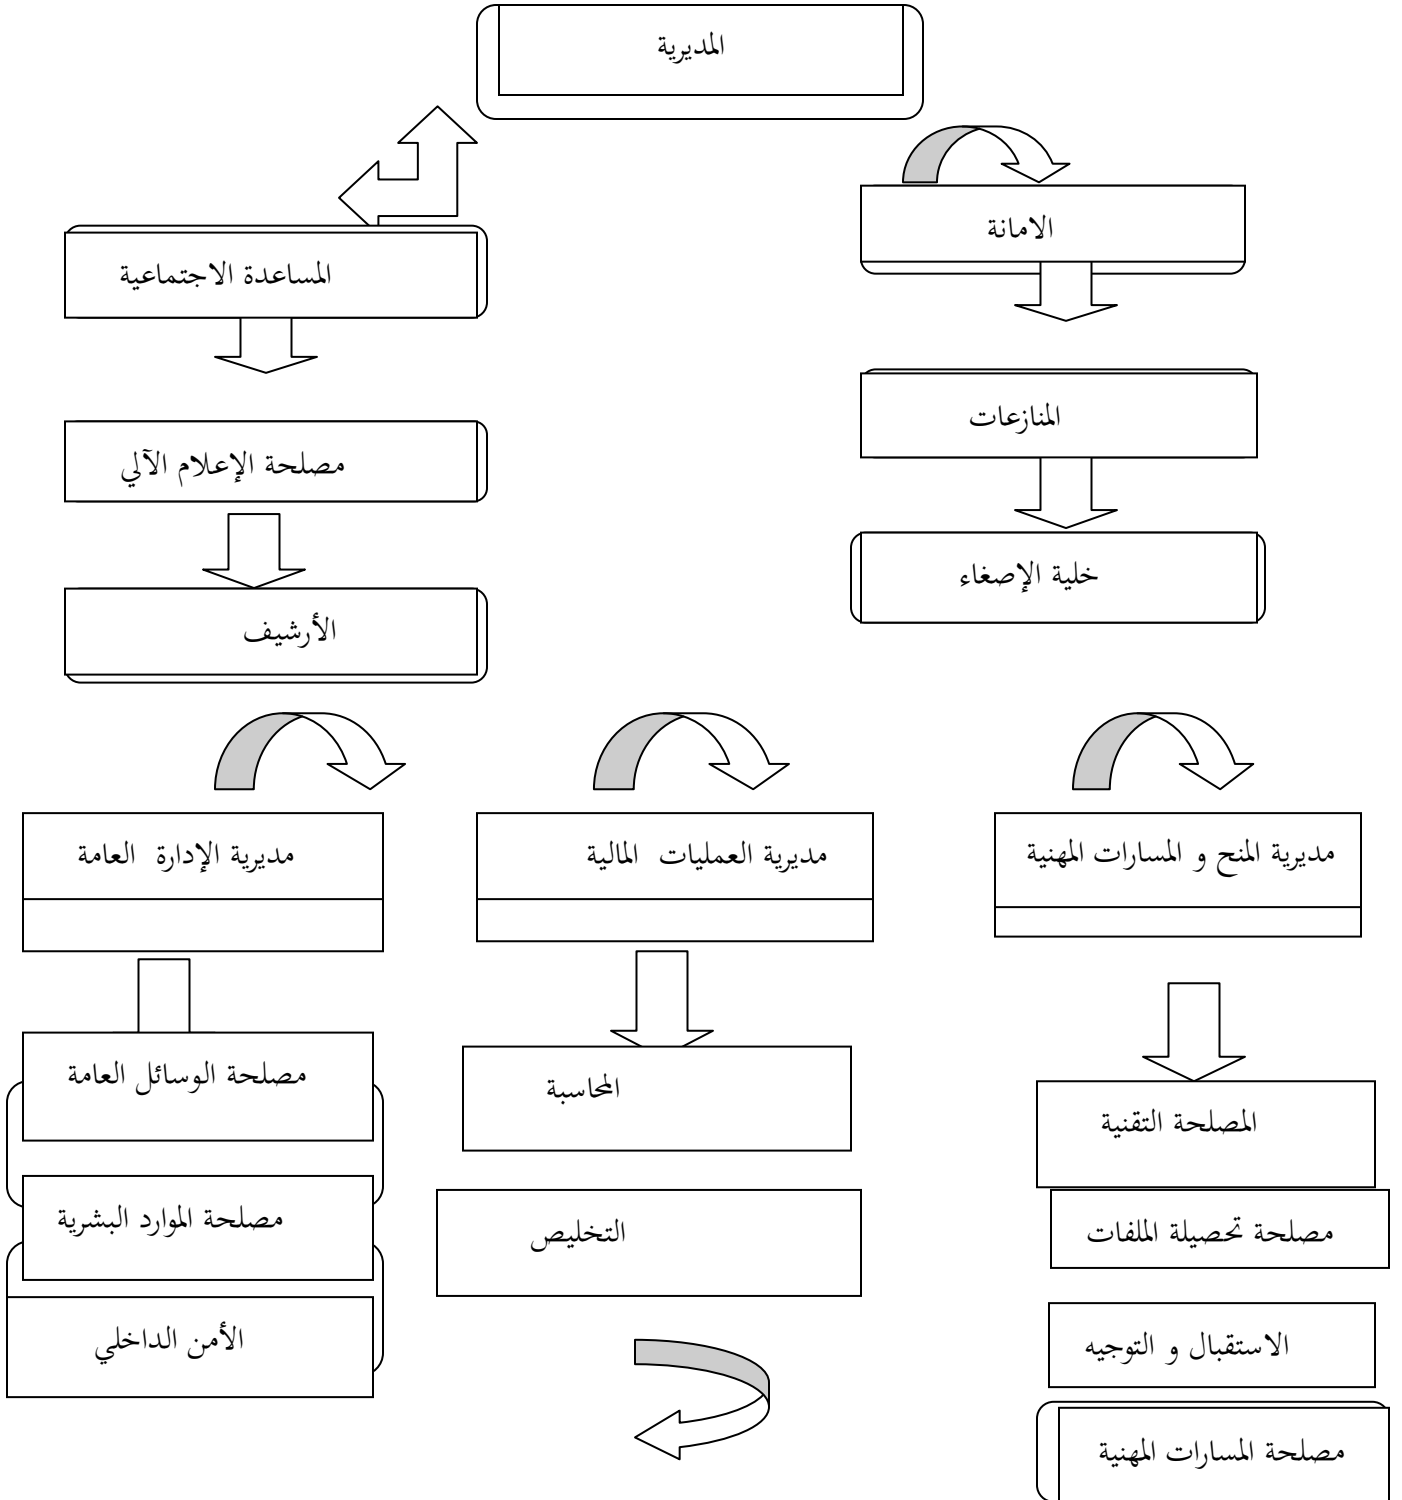 المديرية
الامانة
المساعدة الاجتماعية
المنازعات
مصلحة الإعلام الآلي
خلية الإصغاء
الأرشيف
مديرية المنح و المسارات المهنية
مديرية العمليات المالية
مديرية الإدارة العامة
المصلحة التقنية
المحاسبة
مصلحة الوسائل العامة
مصلحة تحصيلة الملفات
التخليص
مصلحة الموارد البشرية
الاستقبال و التوجيه
الأمن الداخلي
مصلحة المسارات المهنية